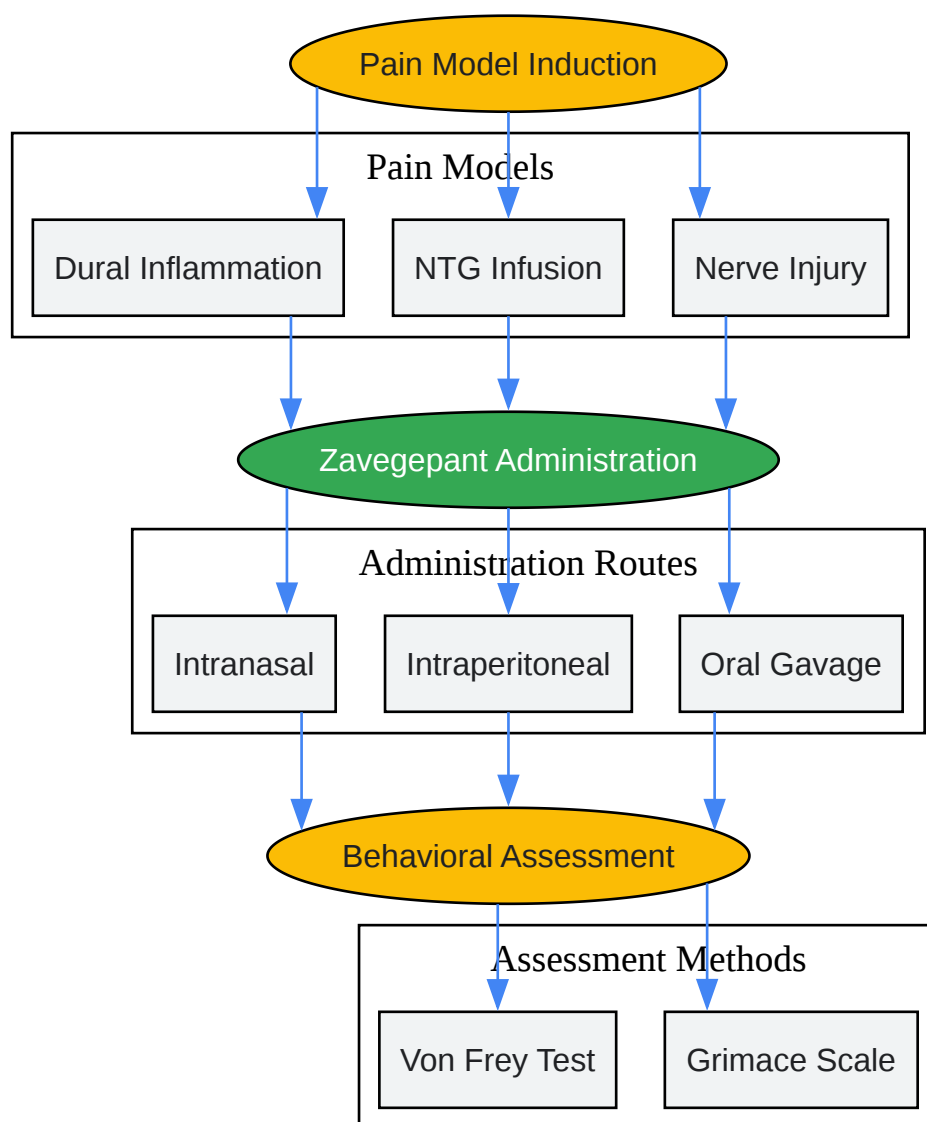 Pain Model Induction
Pain Models
Dural Inflammation
NTG Infusion
Nerve Injury
Zavegepant Administration
Administration Routes
Intranasal
Intraperitoneal
Oral Gavage
Behavioral Assessment
Assessment Methods
Von Frey Test
Grimace Scale